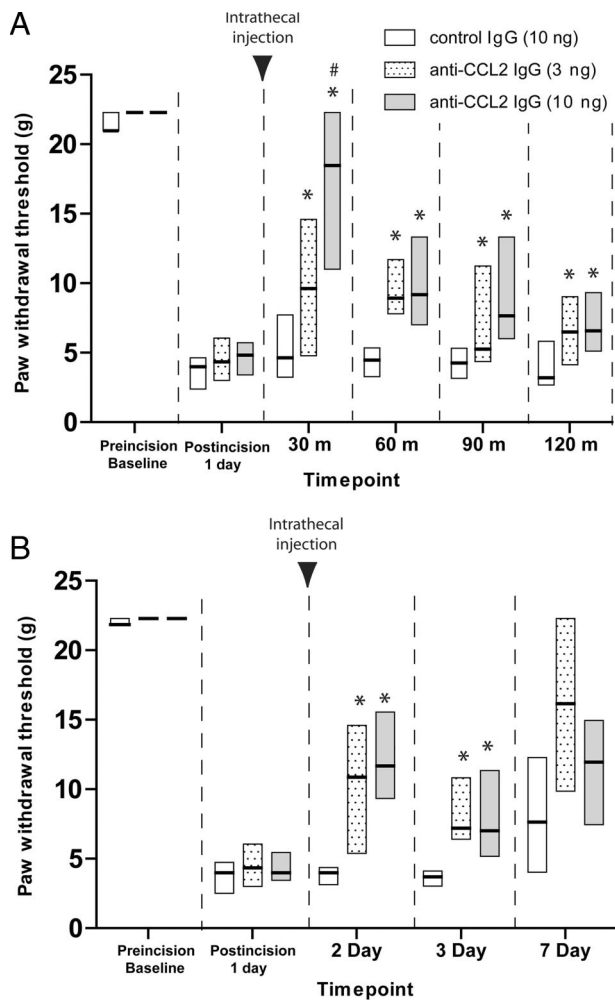 A
Intrathecal
injection
control IgG (10 ng)
anti-CCL2 IgG (3 ng)
anti-CCL2 IgG (10 ng)
Paw withdrawal threshold (g)
25
20
15
10
5
0
#
*
*
* *
* *
* *
Preincision
Baseline
Postincision
1 day
30 m
60 m
90 m
120 m
Timepoint
B
Intrathecal
injection
Paw withdrawal threshold (g)
25
20
15
10
5
0
* *
* *
Preincision
Baseline
Postincision
1 day
2 Day
3 Day
7 Day
Timepoint